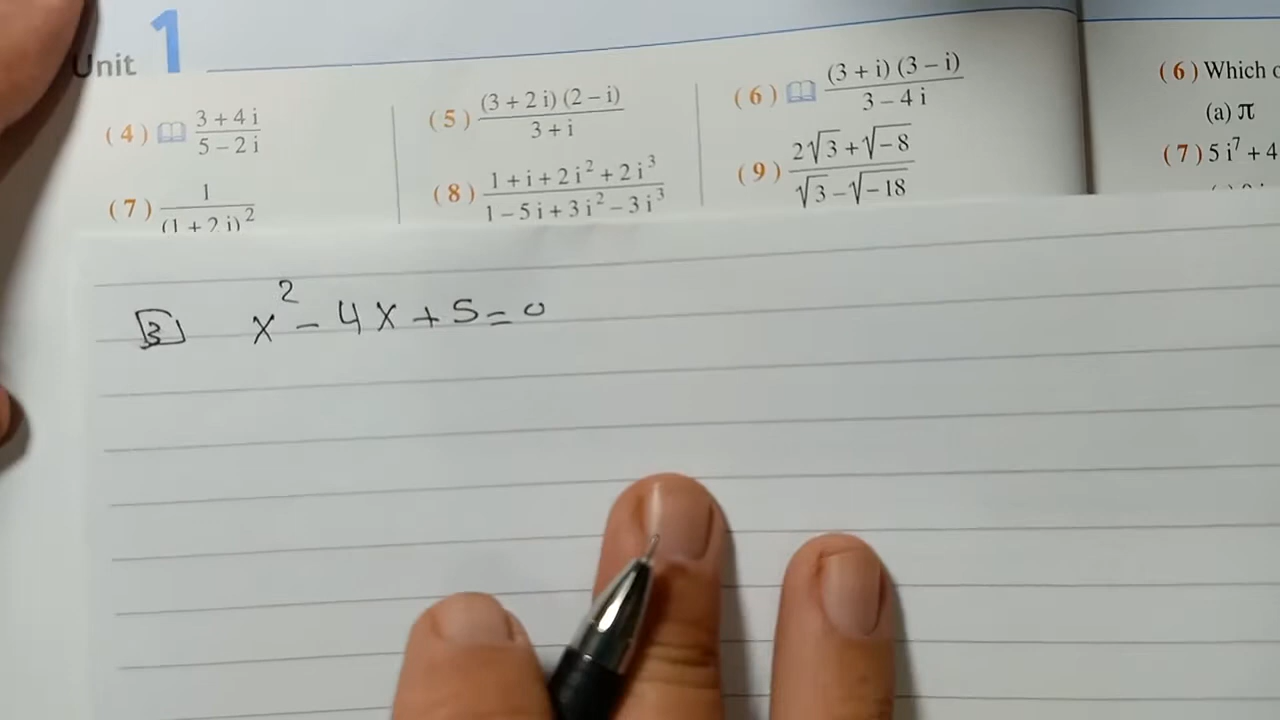 Unit 1
(4) (3 + 4 i)/(5 – 2 i)
(5) ((3 + 2 i) (2 – i))/(3 + i)
(6) ((3 + i) (3 – i))/(3 – 4 i)
(7) 1/(1 + 2 i)²
(8) (1 + i + 2 i² + 2 i³)/(1 – 5 i + 3 i² – 3 i³)
(9) (2√3 + √–8)/(√3 – √–18)
(6) Which
(a) π
(7) 5 i⁷ + 4
3 x² - 4x + 5 = 0